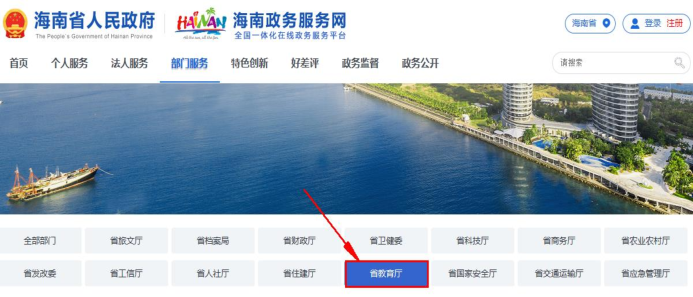 海南省人民政府
The People's Government of Hainan Province
HAINAN
海南政务服务网
全国一体化在线政务服务平台
海南省
登录 注册
首页 个人服务 法人服务 部门服务 特色创新 好差评 政务监督 政务公开
请搜索
全部部门 省旅文厅 省档案局 省财政厅 省卫健委 省科技厅 省商务厅 省农业农村厅
省发改委 省工信厅 省人社厅 省住建厅 省教育厅 省国家安全厅 省交通运输厅 省应急管理厅